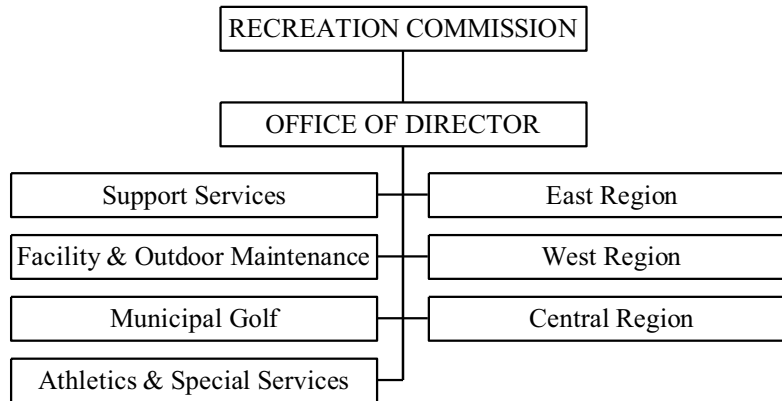 RECREATION COMMISSION
OFFICE OF DIRECTOR
Support Services
East Region
Facility & Outdoor Maintenance
West Region
Municipal Golf
Central Region
Athletics & Special Services